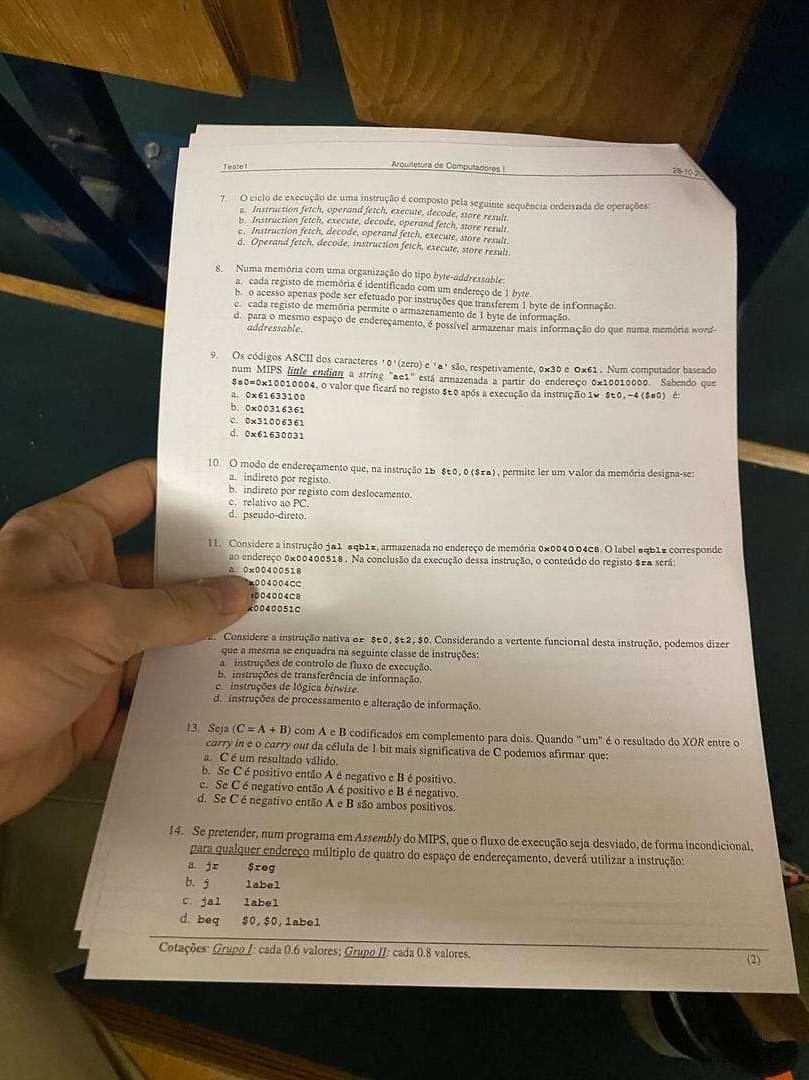 Teste1 Arquitetura de Computadores I 28-10-2
7. O ciclo de execução de uma instrução é composto pela seguinte sequência ordenada de operações:
a. Instruction fetch, operand fetch, execute, decode, store result.
b. Instruction fetch, execute, decode, operand fetch, store result.
c. Instruction fetch, decode, operand fetch, execute, store result.
d. Operand fetch, decode, instruction fetch, execute, store result.
8. Numa memória com uma organização do tipo byte-addressable:
a. cada registo de memória é identificado com um endereço de 1 byte.
b. o acesso apenas pode ser efetuado por instruções que transferem 1 byte de informação.
c. cada registo de memória permite o armazenamento de 1 byte de informação.
d. para o mesmo espaço de endereçamento, é possível armazenar mais informação do que numa memória word-
addressable.
9. Os códigos ASCII dos caracteres '0' (zero) e 'a' são, respetivamente, 0x30 e 0x61. Num computador baseado
num MIPS little endian a string "ac1" está armazenada a partir do endereço 0x10010000. Sabendo que
$s0=0x10010004, o valor que ficará no registo $t0 após a execução da instrução lw $t0,-4($s0) é:
a. 0x61633100
b. 0x00316361
c. 0x31006361
d. 0x61630031
10. O modo de endereçamento que, na instrução lb $t0,0($ra), permite ler um valor da memória designa-se:
a. indireto por registo.
b. indireto por registo com deslocamento.
c. relativo ao PC.
d. pseudo-direto.
11. Considere a instrução jal sqblz, armazenada no endereço de memória 0x004004C8. O label sqblz corresponde
ao endereço 0x00400518. Na conclusão da execução dessa instrução, o conteúdo do registo $ra será:
a. 0x00400518
x004004CC
004004C8
x0040051C
2. Considere a instrução nativa or $t0,$t2,$0. Considerando a vertente funcional desta instrução, podemos dizer
que a mesma se enquadra na seguinte classe de instruções:
a. instruções de controlo de fluxo de execução.
b. instruções de transferência de informação.
c. instruções de lógica bitwise.
d. instruções de processamento e alteração de informação.
13. Seja (C = A + B) com A e B codificados em complemento para dois. Quando "um" é o resultado do XOR entre o
carry in e o carry out da célula de 1 bit mais significativa de C podemos afirmar que:
a. C é um resultado válido.
b. Se C é positivo então A é negativo e B é positivo.
c. Se C é negativo então A é positivo e B é negativo.
d. Se C é negativo então A e B são ambos positivos.
14. Se pretender, num programa em Assembly do MIPS, que o fluxo de execução seja desviado, de forma incondicional,
para qualquer endereço múltiplo de quatro do espaço de endereçamento, deverá utilizar a instrução:
a. jr $reg
b. j label
c. jal label
d. beq $0,$0,label
Cotações: Grupo I: cada 0.6 valores; Grupo II: cada 0.8 valores.
(2)